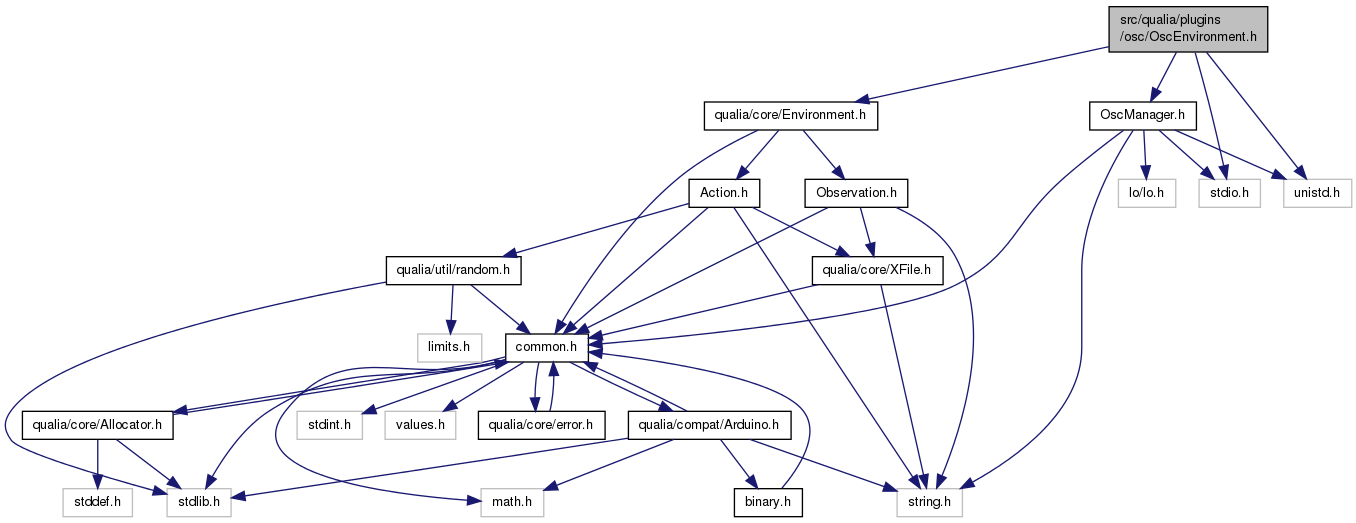 src/qualia/plugins
/osc/OscEnvironment.h
qualia/core/Environment.h
OscManager.h
Action.h
Observation.h
lo/lo.h
stdio.h
unistd.h
qualia/util/random.h
qualia/core/XFile.h
limits.h
common.h
qualia/core/Allocator.h
stdint.h
values.h
qualia/core/error.h
qualia/compat/Arduino.h
stddef.h
stdlib.h
math.h
binary.h
string.h